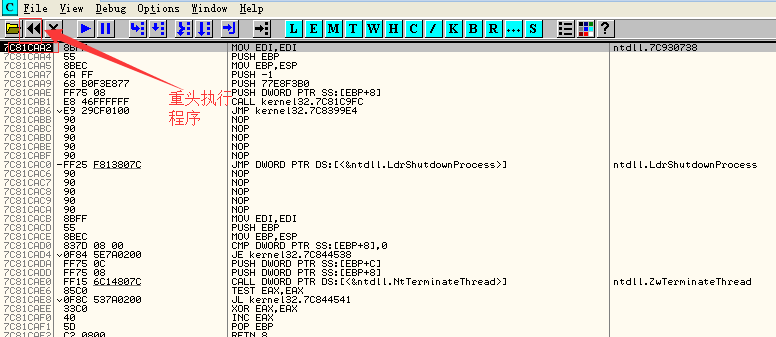 C File View Debug Options Window Help
L E M T W H C / K B R ... S ?
7C81CAA2 8BFF MOV EDI,EDI ntdll.7C930738
7C81CAA4 55 PUSH EBP
7C81CAA5 8BEC MOV EBP,ESP
7C81CAA7 6A FF PUSH -1
7C81CAA9 68 B0F3E877 PUSH 77E8F3B0
7C81CAAE FF75 08 PUSH DWORD PTR SS:[EBP+8]
7C81CAB1 E8 46FFFFFF CALL kernel32.7C81C9FC
7C81CAB6 E9 29CF0100 JMP kernel32.7C8399E4
7C81CABB 90 NOP
7C81CABC 90 NOP
7C81CABD 90 NOP
7C81CABE 90 NOP
7C81CABF 90 NOP
7C81CAC0 -FF25 F813807C JMP DWORD PTR DS:[<&ntdll.LdrShutdownProcess>] ntdll.LdrShutdownProcess
7C81CAC6 90 NOP
7C81CAC7 90 NOP
7C81CAC8 90 NOP
7C81CAC9 90 NOP
7C81CACA 90 NOP
7C81CACB 8BFF MOV EDI,EDI
7C81CACD 55 PUSH EBP
7C81CACE 8BEC MOV EBP,ESP
7C81CAD0 837D 08 00 CMP DWORD PTR SS:[EBP+8],0
7C81CAD4 0F84 5E7A0200 JE kernel32.7C844538
7C81CADA FF75 0C PUSH DWORD PTR SS:[EBP+C]
7C81CADD FF75 08 PUSH DWORD PTR SS:[EBP+8]
7C81CAE0 FF15 6C14807C CALL DWORD PTR DS:[<&ntdll.NtTerminateThread>] ntdll.ZwTerminateThread
7C81CAE6 85C0 TEST EAX,EAX
7C81CAE8 0F8C 537A0200 JL kernel32.7C844541
7C81CAEE 33C0 XOR EAX,EAX
7C81CAF0 40 INC EAX
7C81CAF1 5D POP EBP
7C81CAF2 C2 0800 RETN 8
重头执行
程序